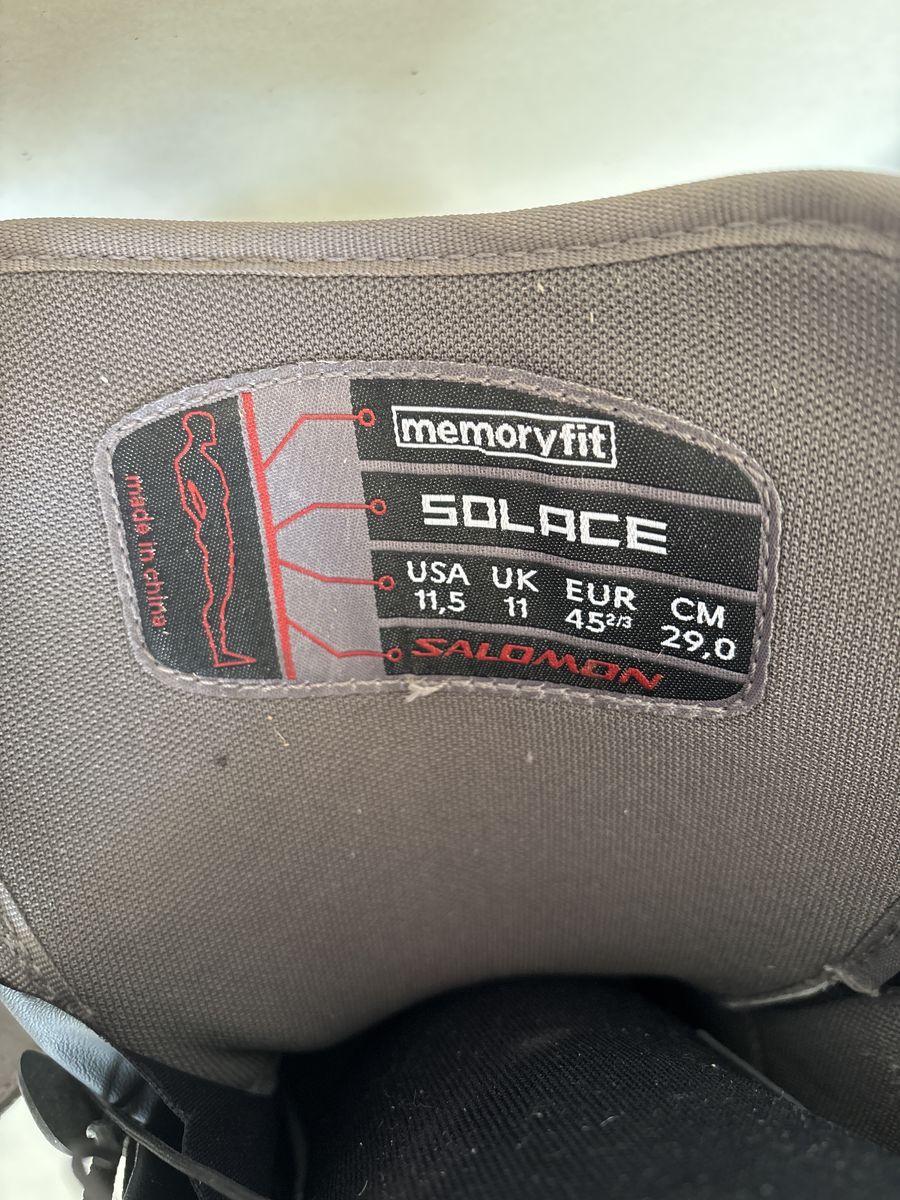 made in china
memoryfit
SOLACE
USA UK EUR CM
11,5 11 45 2/3 29,0
SALOMON